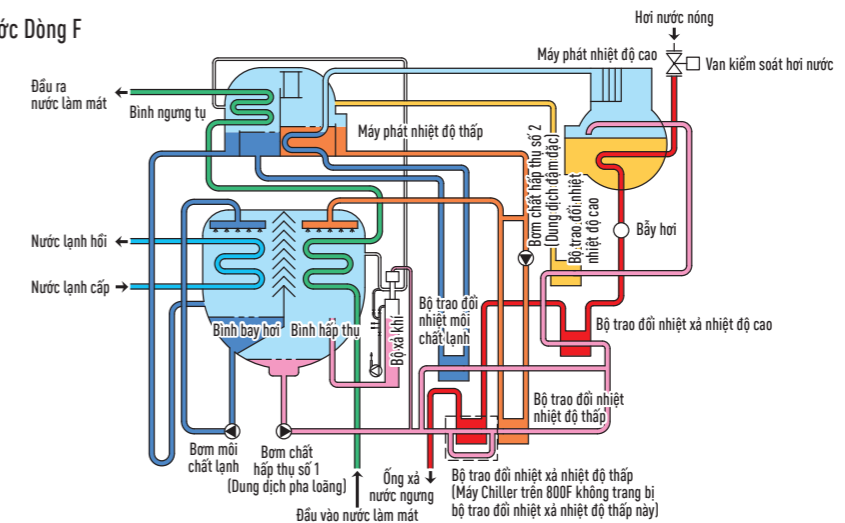 ớc Dòng F
Hơi nước nóng
Máy phát nhiệt độ cao
Van kiểm soát hơi nước
Đầu ra
nước làm mát
Bình ngưng tụ
Máy phát nhiệt độ thấp
Bơm chất hấp thụ số 2
(Dung dịch đậm đặc)
Bộ trao đổi nhiệt
nhiệt độ cao
Bẫy hơi
Nước lạnh hồi
Nước lạnh cấp
Bình bay hơi
Bình hấp thụ
Bộ xả khí
Bộ trao đổi
nhiệt môi
chất lạnh
Bộ trao đổi nhiệt xả nhiệt độ cao
Bộ trao đổi nhiệt
nhiệt độ thấp
Bơm môi
chất lạnh
Bơm chất
hấp thụ số 1
(Dung dịch pha loãng)
Đầu vào nước làm mát
Ống xả
nước ngưng
Bộ trao đổi nhiệt xả nhiệt độ thấp
(Máy Chiller trên 800F không trang bị
bộ trao đổi nhiệt xả nhiệt độ thấp này)